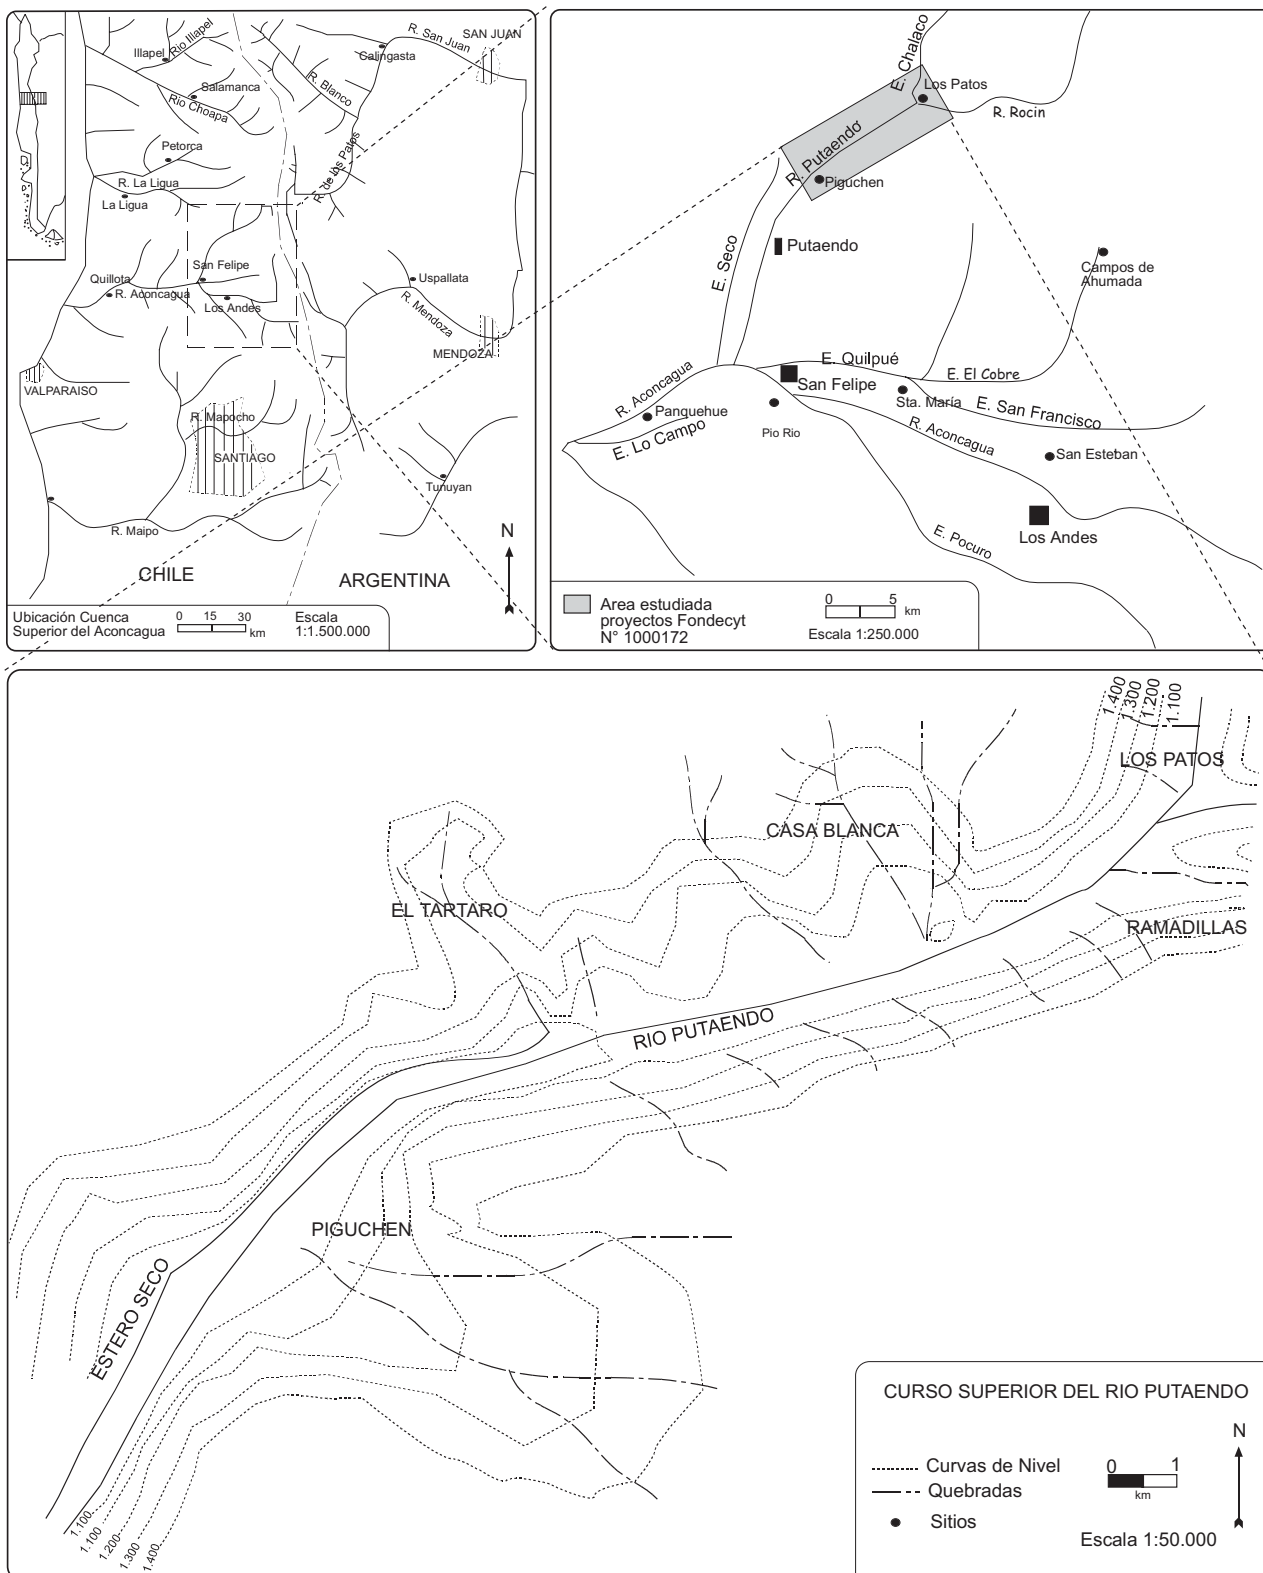 SAN JUAN
R. San Juan
Rio Illapel
Illapel
Calingasta
R. Blanco
Salamanca
Rio Choapa
Petorca
R. de los Patos
R. La Ligua
La Ligua
San Felipe
Quillota
R. Aconcagua
Uspallata
Los Andes
R. Mendoza
MENDOZA
VALPARAISO
R. Mapocho
SANTIAGO
Tunuyan
R. Maipo
N
CHILE
ARGENTINA
Ubicación Cuenca
Superior del Aconcagua
0 15 30
km
Escala
1:1.500.000
E. Chalaco
Los Patos
R. Rocin
R. Putaendo
Piguchen
Putaendo
E. Seco
Campos de
Ahumada
E. Quilpué
E. El Cobre
San Felipe
R. Aconcagua
Sta. María
E. San Francisco
Panquehue
Pio Rio
R. Aconcagua
E. Lo Campo
San Esteban
Los Andes
E. Pocuro
Area estudiada
proyectos Fondecyt
N° 1000172
0 5
km
Escala 1:250.000
1.400
1.300
1.200
1.100
LOS PATOS
CASA BLANCA
EL TARTARO
RAMADILLAS
RIO PUTAENDO
PIGUCHEN
ESTERO SECO
1.100
1.100
1.200
1.300
1.400
CURSO SUPERIOR DEL RIO PUTAENDO
N
Curvas de Nivel
Quebradas
Sitios
0 1
km
Escala 1:50.000